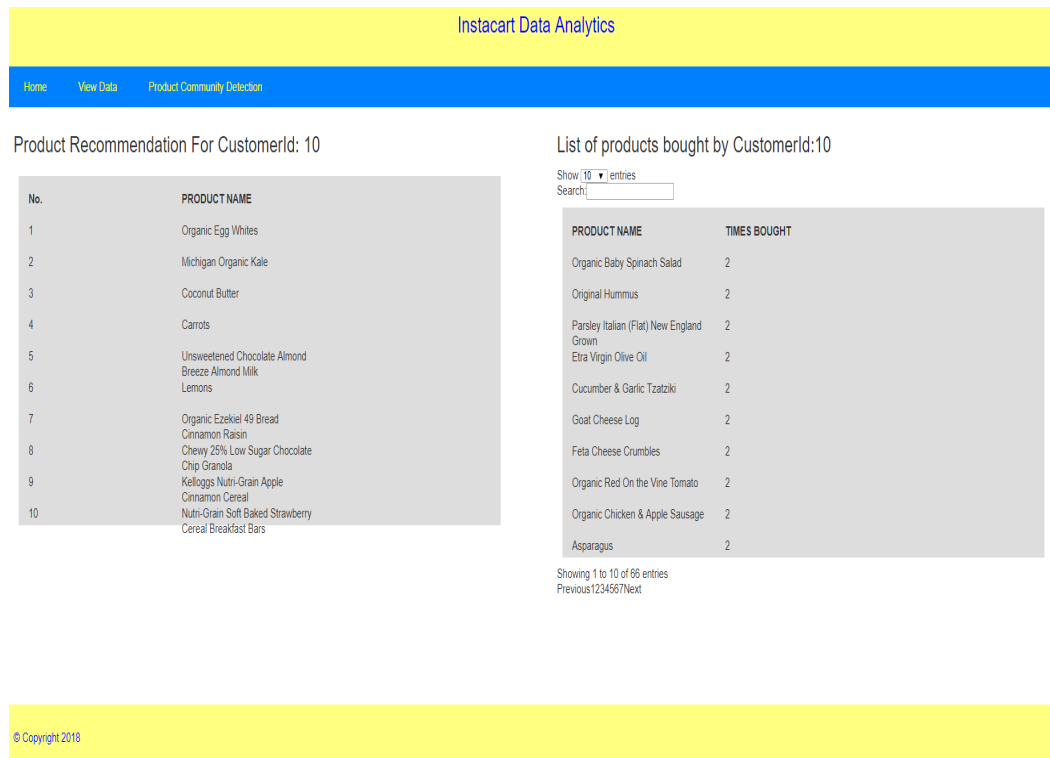 Instacart Data Analytics
Home View Data Product Community Detection
Product Recommendation For CustomerId: 10
No. PRODUCT NAME
1 Organic Egg Whites
2 Michigan Organic Kale
3 Coconut Butter
4 Carrots
5 Unsweetened Chocolate Almond
Breeze Almond Milk
6 Lemons
7 Organic Ezekiel 49 Bread
Cinnamon Raisin
8 Chewy 25% Low Sugar Chocolate
Chip Granola
9 Kelloggs Nutri-Grain Apple
Cinnamon Cereal
10 Nutri-Grain Soft Baked Strawberry
Cereal Breakfast Bars
List of products bought by CustomerId:10
Show 10 entries
Search:
PRODUCT NAME TIMES BOUGHT
Organic Baby Spinach Salad 2
Original Hummus 2
Parsley Italian (Flat) New England 2
Grown
Etra Virgin Olive Oil 2
Cucumber & Garlic Tzatziki 2
Goat Cheese Log 2
Feta Cheese Crumbles 2
Organic Red On the Vine Tomato 2
Organic Chicken & Apple Sausage 2
Asparagus 2
Showing 1 to 10 of 66 entries
Previous1234567Next
© Copyright 2018